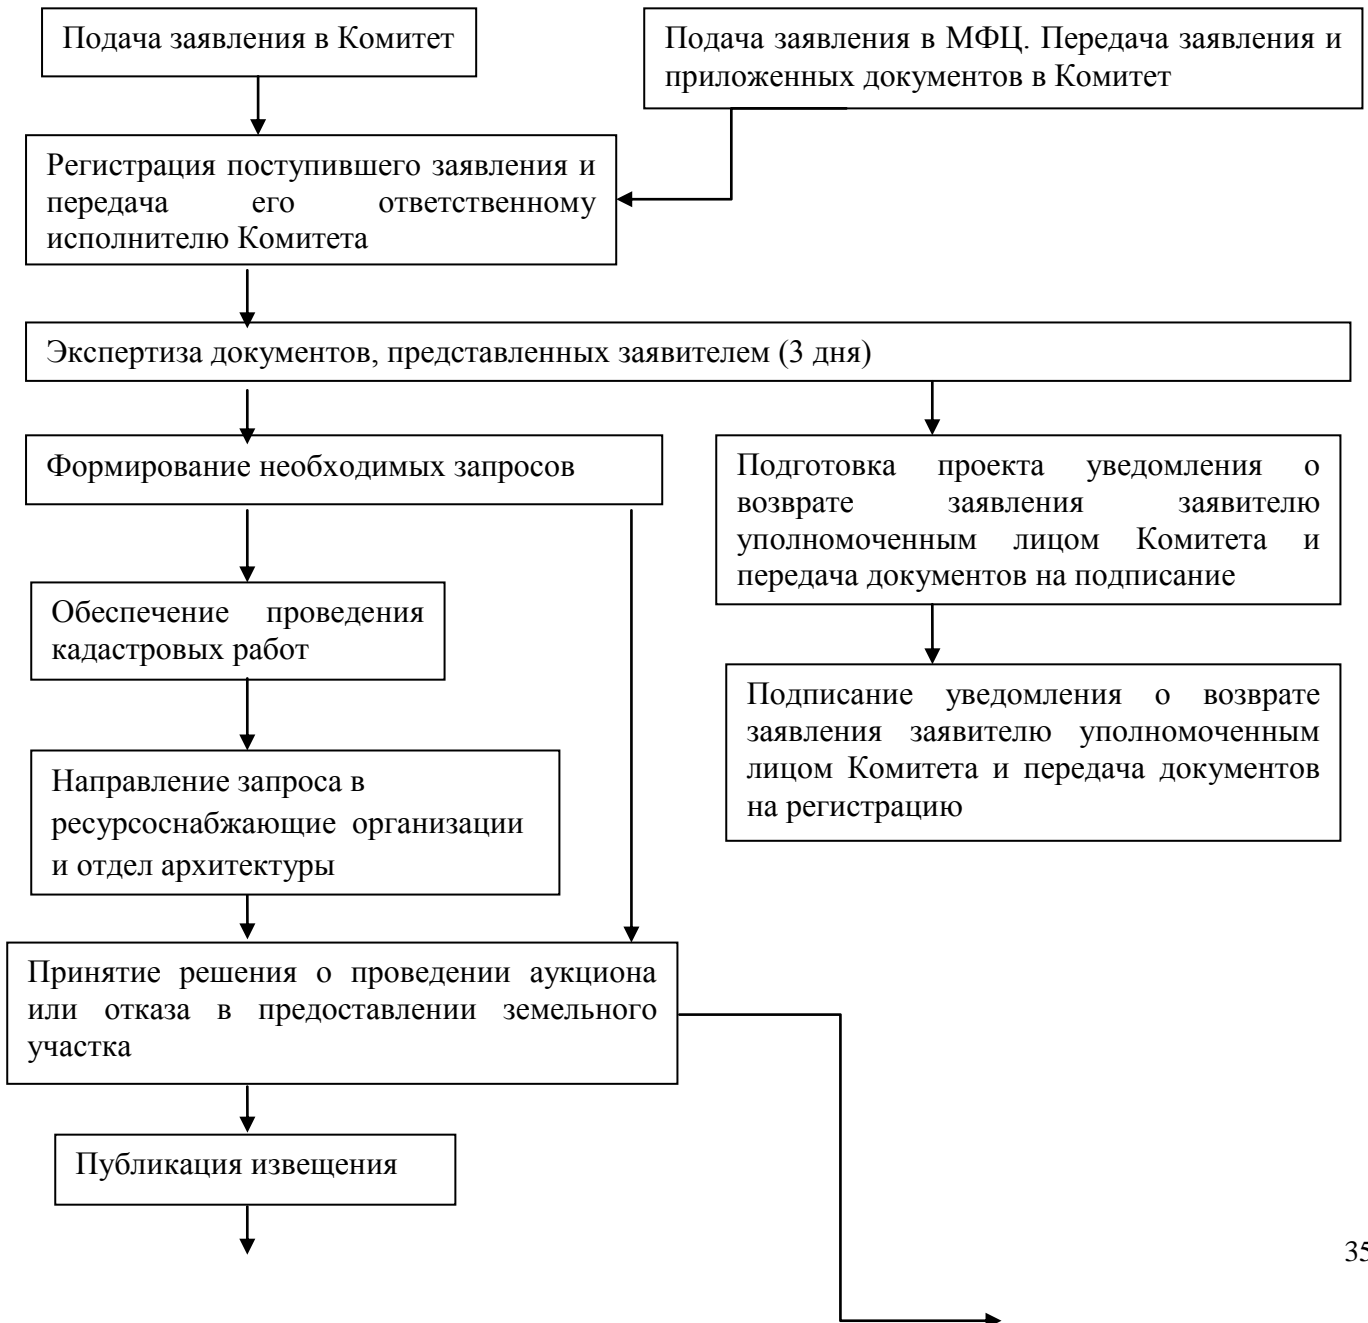 Подача заявления в Комитет
Подача заявления в МФЦ. Передача заявления и
приложенных документов в Комитет
Регистрация поступившего заявления и
передача его ответственному
исполнителю Комитета
Экспертиза документов, представленных заявителем (3 дня)
Формирование необходимых запросов
Подготовка проекта уведомления о
возврате заявления заявителю
уполномоченным лицом Комитета и
передача документов на подписание
Обеспечение проведения
кадастровых работ
Подписание уведомления о возврате
заявления заявителю уполномоченным
лицом Комитета и передача документов
на регистрацию
Направление запроса в
ресурсоснабжающие организации
и отдел архитектуры
Принятие решения о проведении аукциона
или отказа в предоставлении земельного
участка
Публикация извещения
35